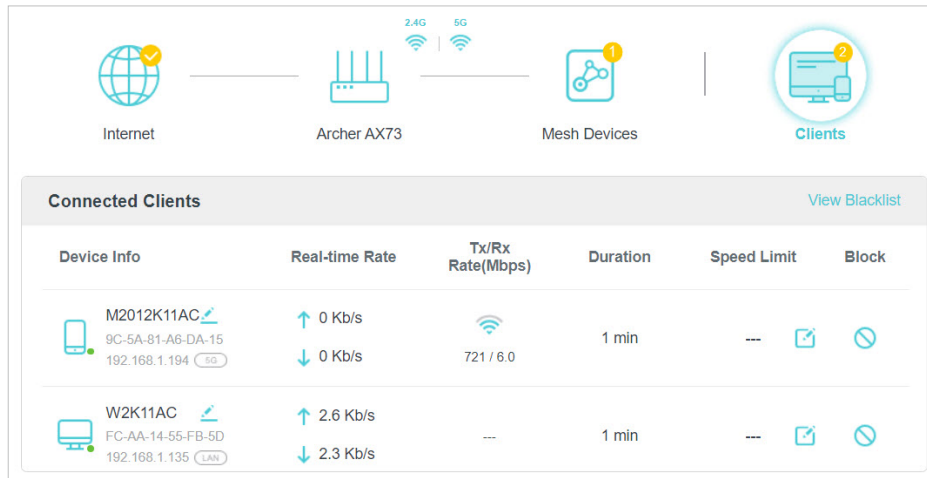 2.4G 5G
1
2
Internet
Archer AX73
Mesh Devices
Clients
Connected Clients
View Blacklist
Device Info
Real-time Rate
Tx/Rx
Rate(Mbps)
Duration
Speed Limit
Block
M2012K11AC
9C-5A-81-A6-DA-15
192.168.1.194 5G
0 Kb/s
0 Kb/s
721 / 6.0
1 min
---
W2K11AC
FC-AA-14-55-FB-5D
192.168.1.135 LAN
2.6 Kb/s
2.3 Kb/s
---
1 min
---